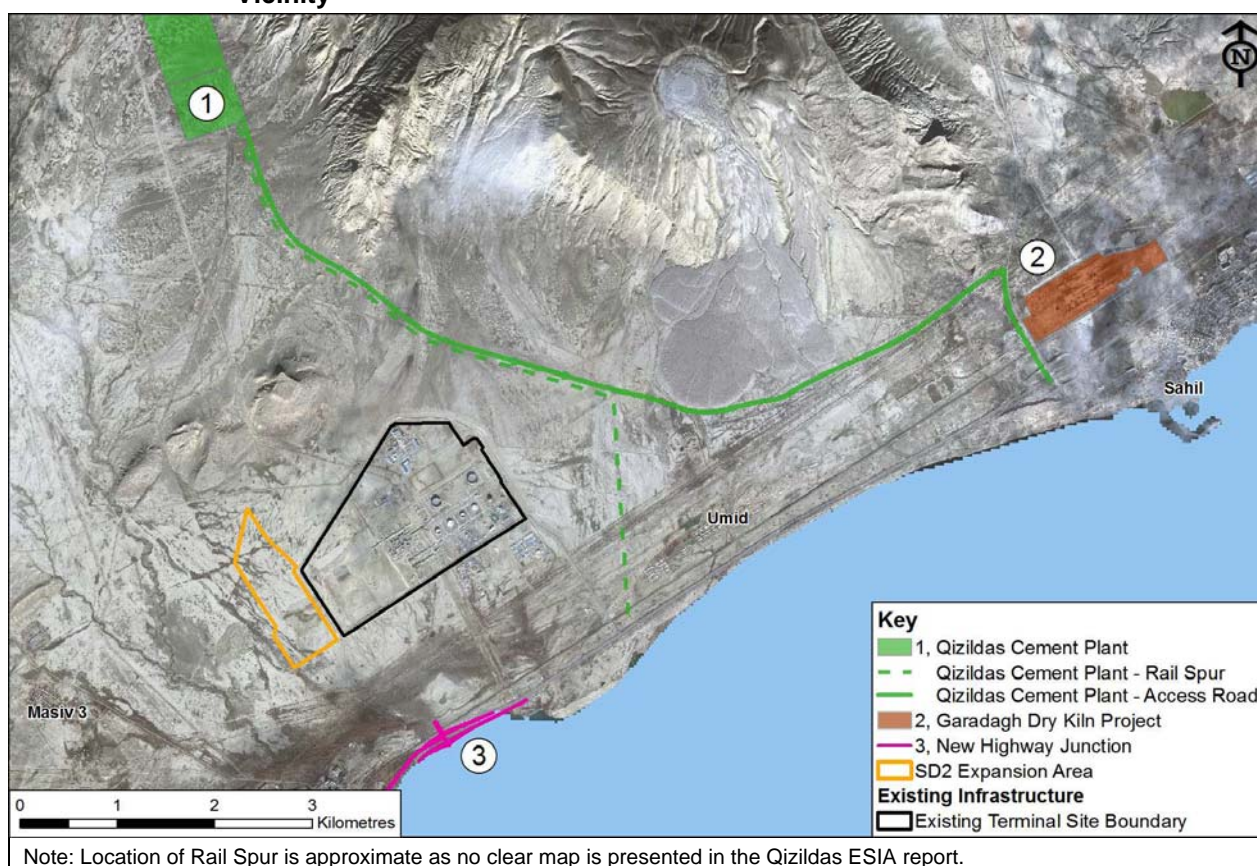 Vicinity
N
1
2
Sahil
Umid
Masiv 3
3
0 1 2 3
Kilometres
Key
1, Qizildas Cement Plant
Qizildas Cement Plant - Rail Spur
Qizildas Cement Plant - Access Road
2, Garadagh Dry Kiln Project
3, New Highway Junction
SD2 Expansion Area
Existing Infrastructure
Existing Terminal Site Boundary
Note: Location of Rail Spur is approximate as no clear map is presented in the Qizildas ESIA report.